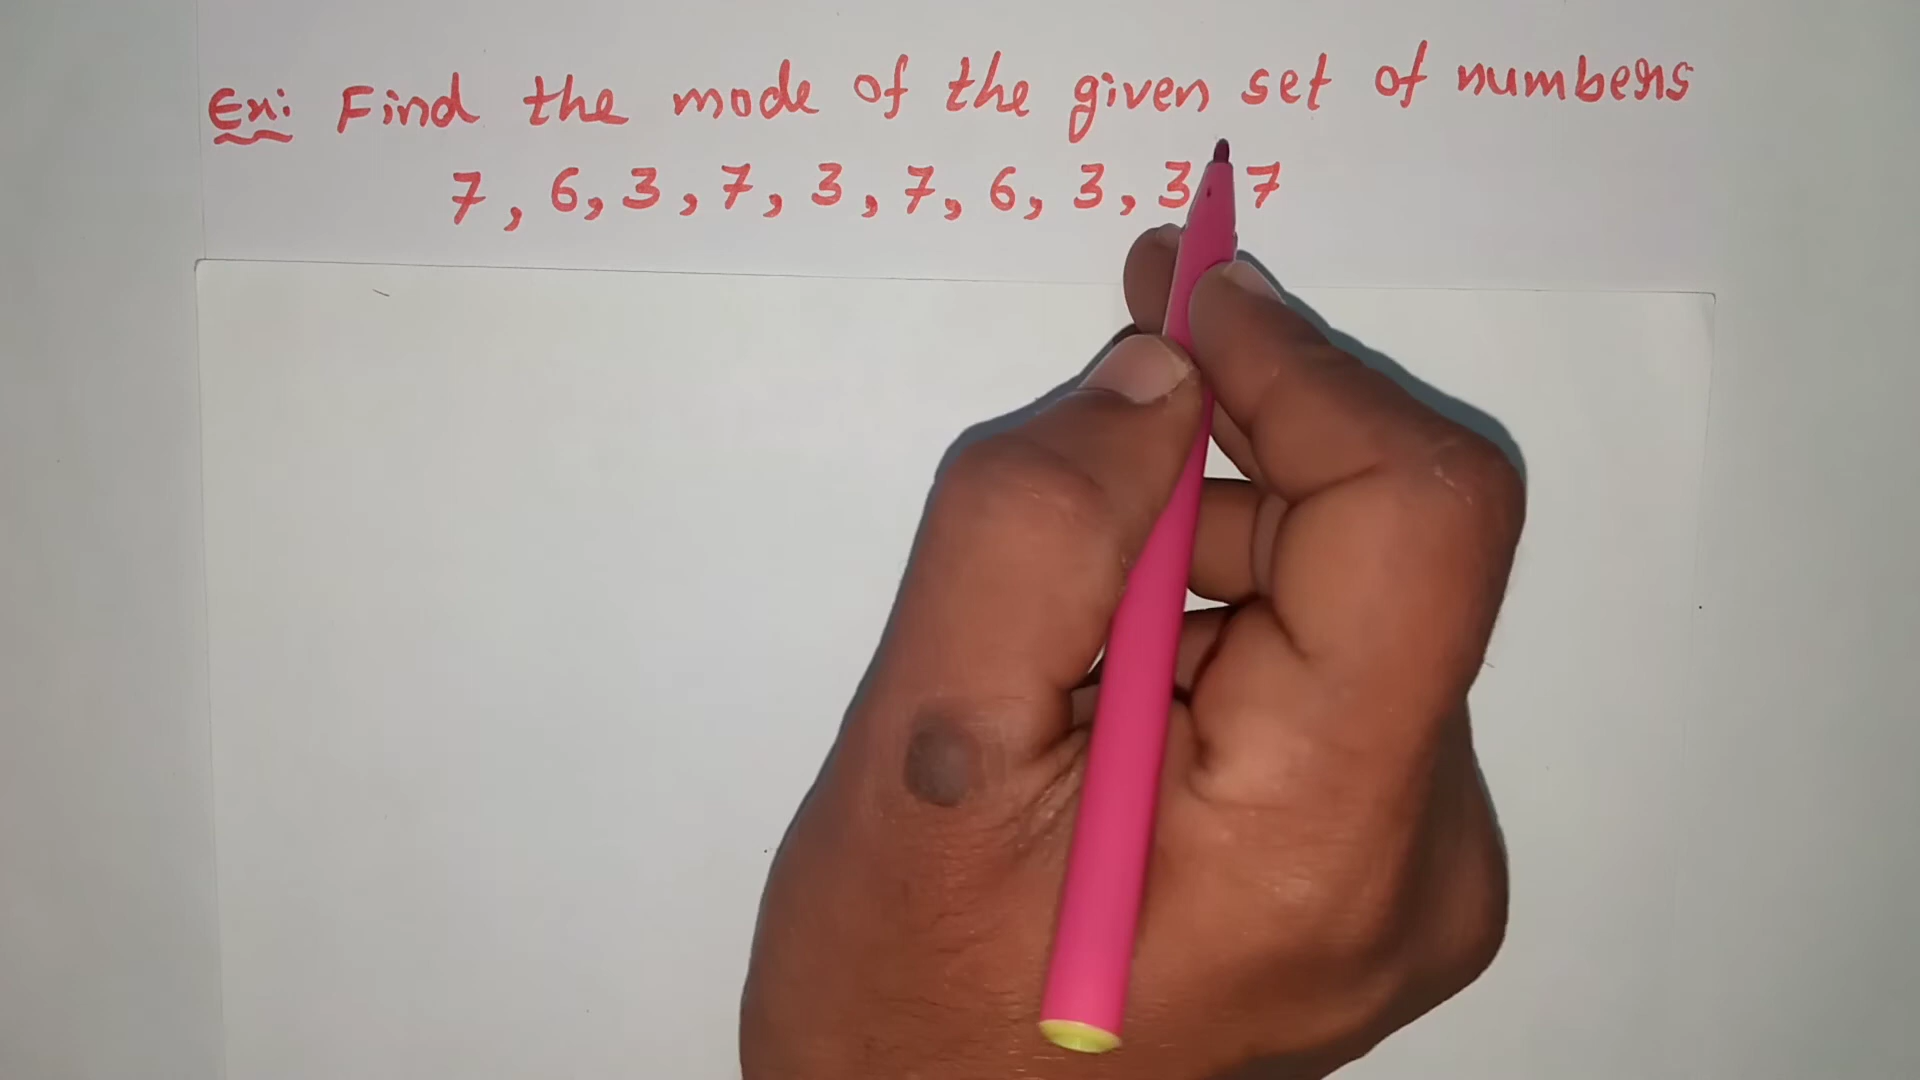 Ex: Find the mode of the given set of numbers
7, 6, 3, 7, 3, 7, 6, 3, 3 7